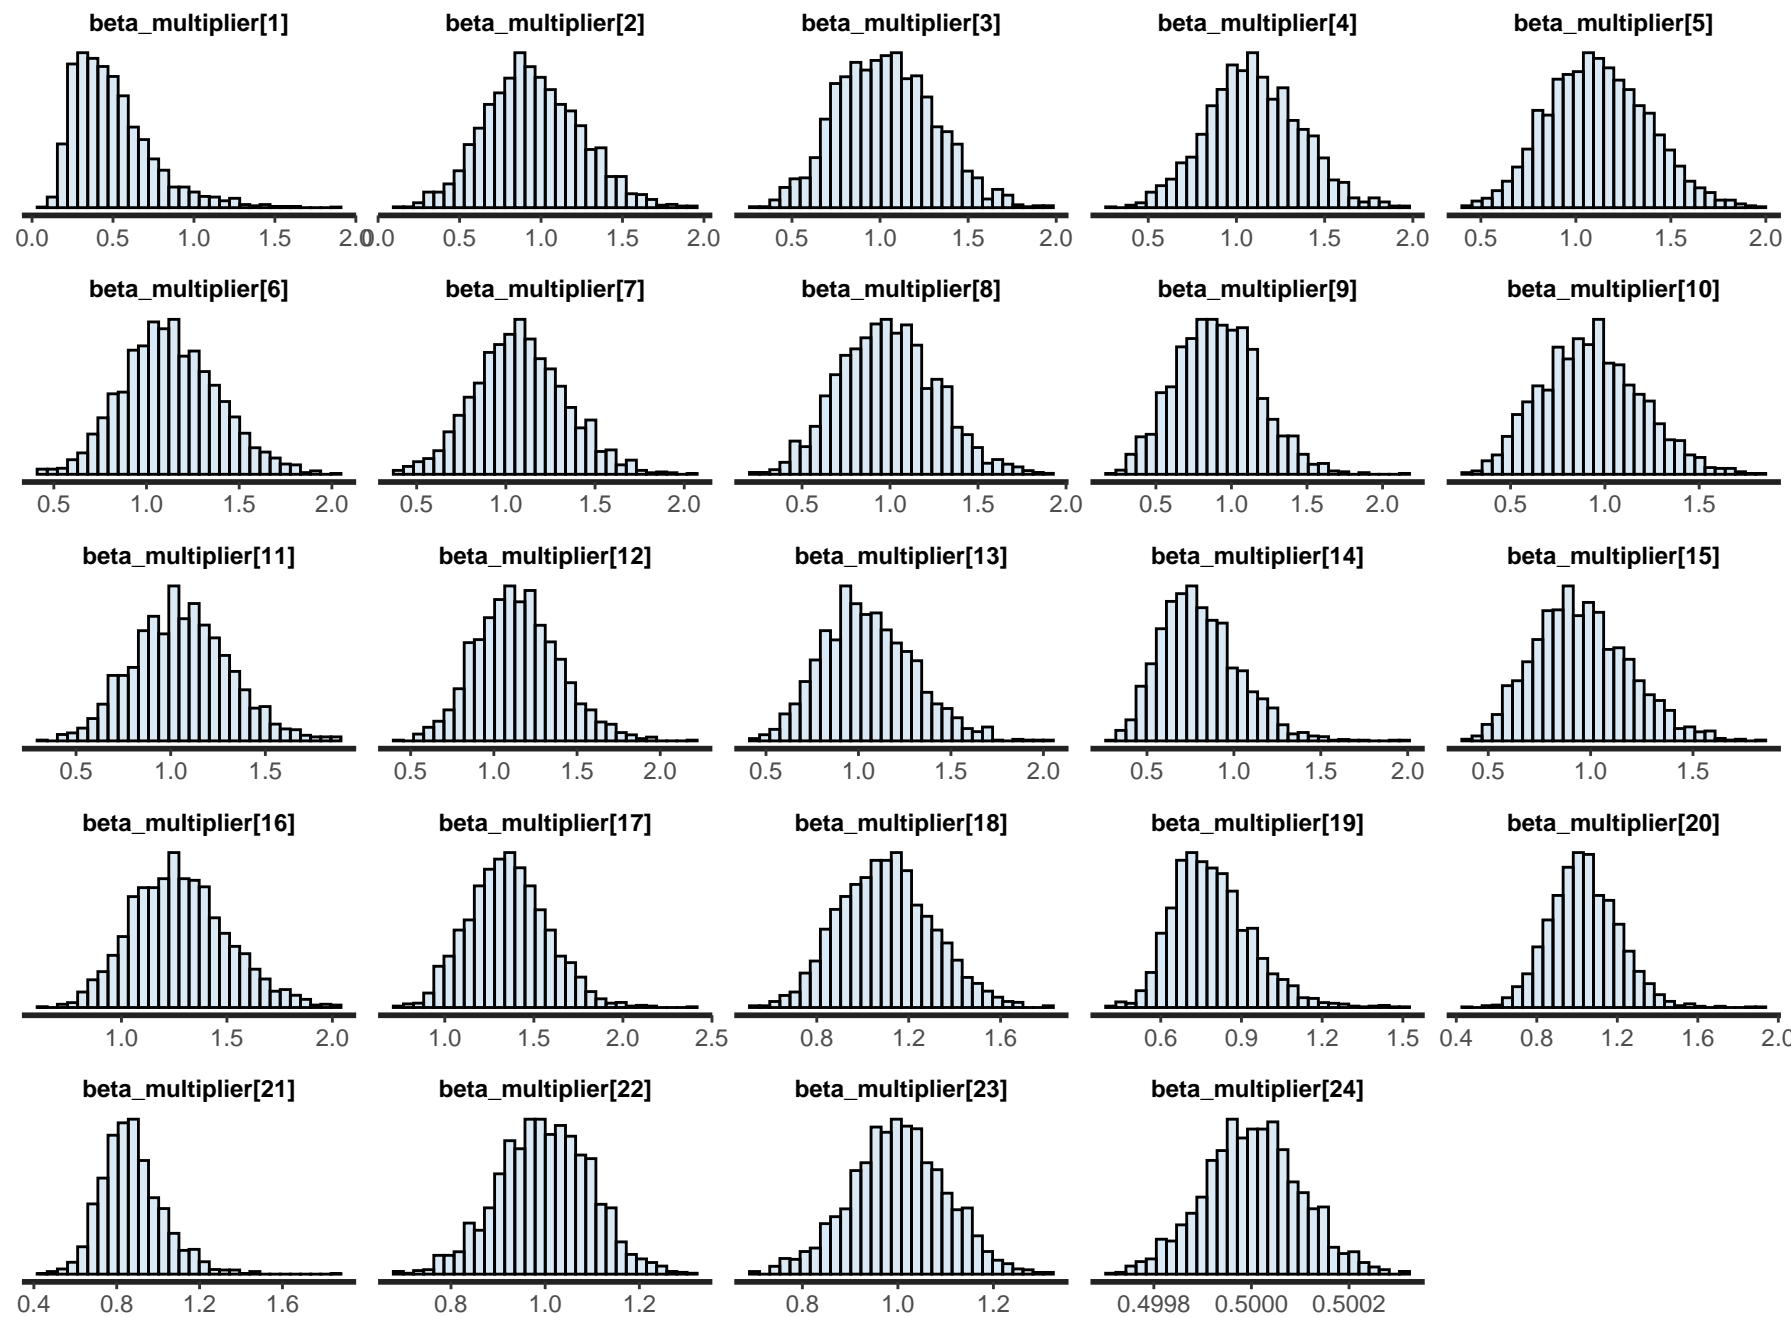 beta_multiplier[1] beta_multiplier[2] beta_multiplier[3] beta_multiplier[4] beta_multiplier[5]
0.0 0.5 1.0 1.5 2.0 0.0 0.5 1.0 1.5 2.0 0.5 1.0 1.5 2.0 0.5 1.0 1.5 2.0 0.5 1.0 1.5 2.0
beta_multiplier[6] beta_multiplier[7] beta_multiplier[8] beta_multiplier[9] beta_multiplier[10]
0.5 1.0 1.5 2.0 0.5 1.0 1.5 2.0 0.5 1.0 1.5 2.0 0.5 1.0 1.5 2.0 0.5 1.0 1.5
beta_multiplier[11] beta_multiplier[12] beta_multiplier[13] beta_multiplier[14] beta_multiplier[15]
0.5 1.0 1.5 0.5 1.0 1.5 2.0 0.5 1.0 1.5 2.0 0.5 1.0 1.5 2.0 0.5 1.0 1.5
beta_multiplier[16] beta_multiplier[17] beta_multiplier[18] beta_multiplier[19] beta_multiplier[20]
1.0 1.5 2.0 1.0 1.5 2.0 2.5 0.8 1.2 1.6 0.6 0.9 1.2 1.5 0.4 0.8 1.2 1.6 2.0
beta_multiplier[21] beta_multiplier[22] beta_multiplier[23] beta_multiplier[24]
0.4 0.8 1.2 1.6 0.8 1.0 1.2 0.8 1.0 1.2 0.4998 0.5000 0.5002